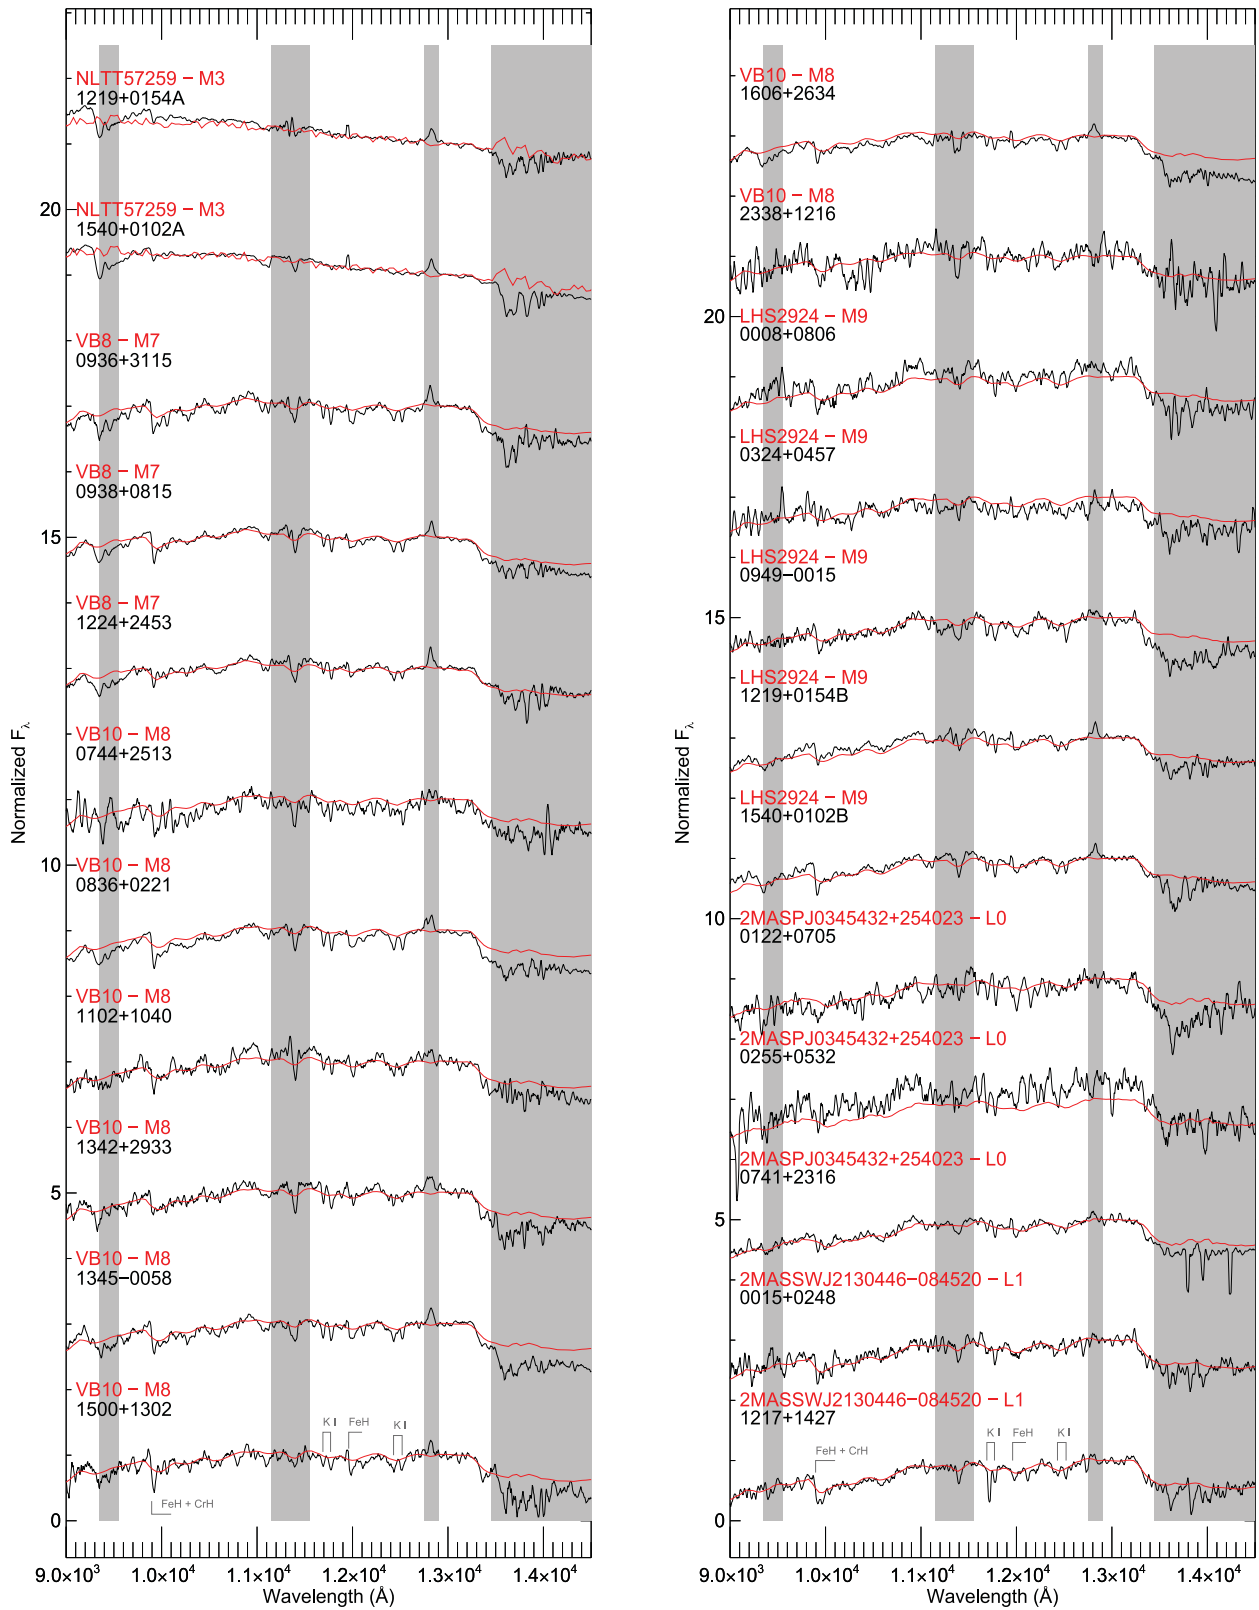 NLTT57259 − M3
1219+0154A
20
NLTT57259 − M3
1540+0102A
VB8 − M7
0936+3115
VB8 − M7
0938+0815
15
VB8 − M7
1224+2453
VB10 − M8
0744+2513
Normalized Fλ
10
VB10 − M8
0836+0221
VB10 − M8
1102+1040
VB10 − M8
1342+2933
5
VB10 − M8
1345−0058
VB10 − M8
1500+1302
K I
FeH
K I
FeH + CrH
0
9.0×10³
1.0×10⁴
1.1×10⁴
1.2×10⁴
1.3×10⁴
1.4×10⁴
Wavelength (Å)
VB10 − M8
1606+2634
VB10 − M8
2338+1216
20
LHS2924 − M9
0008+0806
LHS2924 − M9
0324+0457
LHS2924 − M9
0949−0015
15
LHS2924 − M9
1219+0154B
Normalized Fλ
LHS2924 − M9
1540+0102B
10
2MASPJ0345432+254023 − L0
0122+0705
2MASPJ0345432+254023 − L0
0255+0532
2MASPJ0345432+254023 − L0
0741+2316
5
2MASSWJ2130446−084520 − L1
0015+0248
2MASSWJ2130446−084520 − L1
1217+1427
K I
FeH
K I
FeH + CrH
0
9.0×10³
1.0×10⁴
1.1×10⁴
1.2×10⁴
1.3×10⁴
1.4×10⁴
Wavelength (Å)